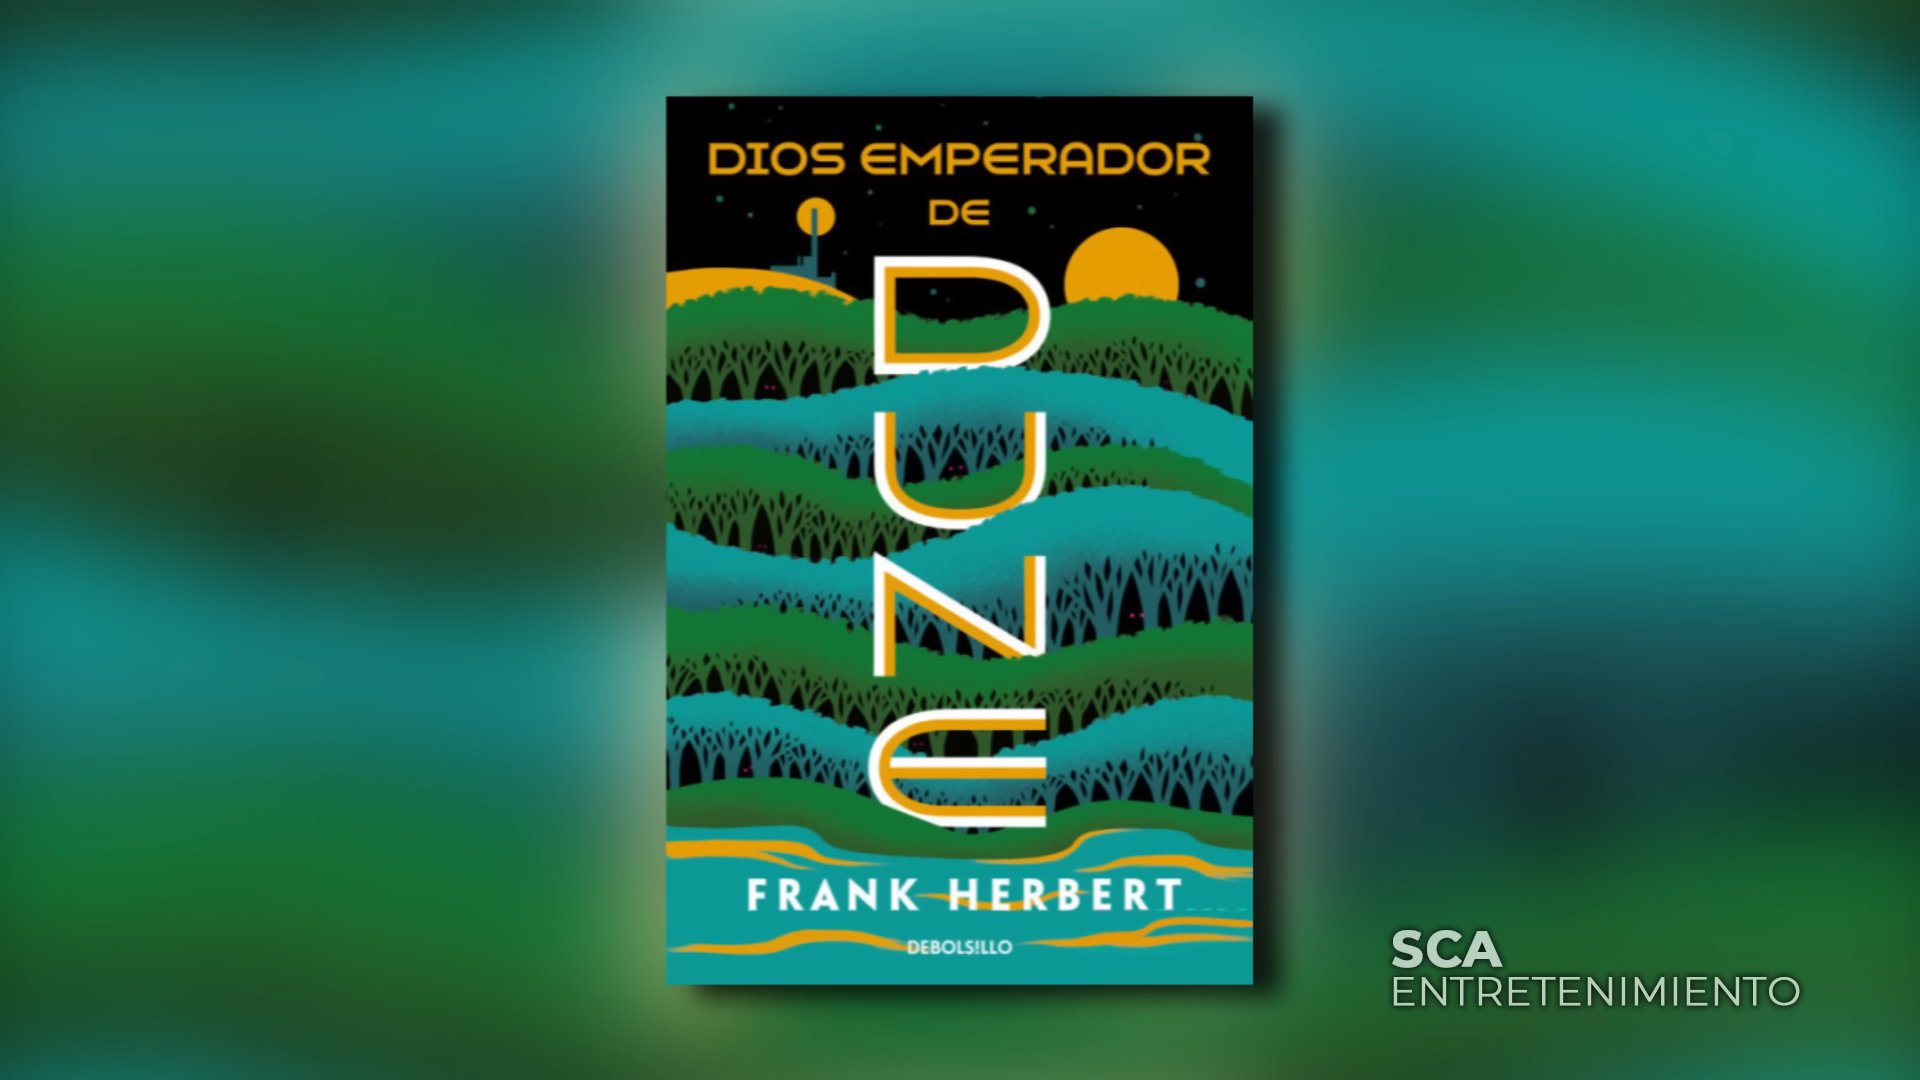 DIOS EMPERADOR
DE
DUNE
FRANK HERBERT
DEBOLS!LLO
SCA
ENTRETENIMIENTO